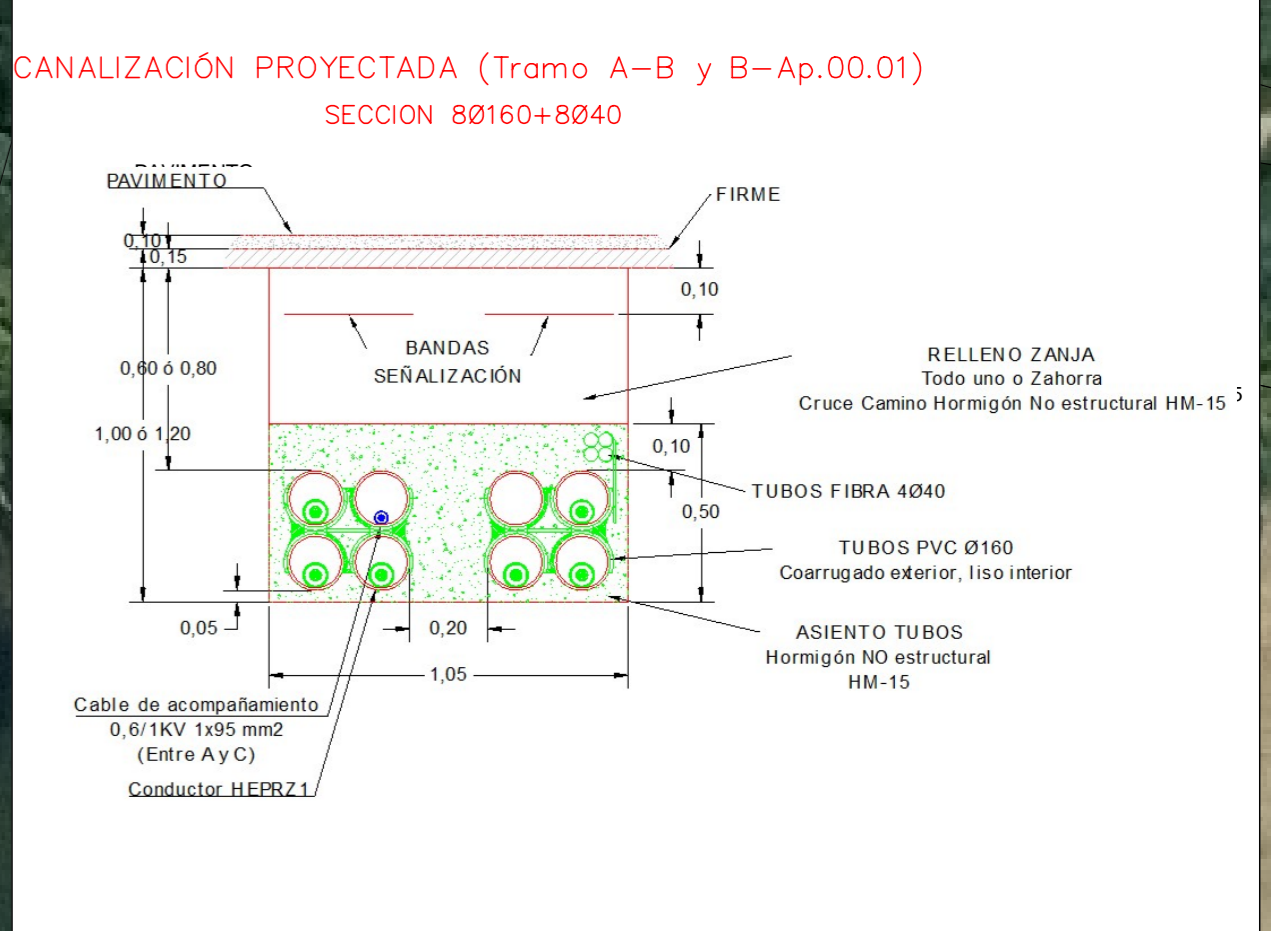 CANALIZACIÓN PROYECTADA (Tramo A-B y B-Ap.00.01)
SECCION 8Ø160+8Ø40
PAVIMENTO
PAVIMENTO
FIRME
0,10
0,15
0,10
0,60 ó 0,80
BANDAS
SEÑALIZACIÓN
RELLENO ZANJA
Todo uno o Zahorra
Cruce Camino Hormigón No estructural HM-15
1,00 ó 1,20
0,10
TUBOS FIBRA 4Ø40
0,50
TUBOS PVC Ø160
Coarrugado exterior, liso interior
0,05
0,20
ASIENTO TUBOS
Hormigón NO estructural
HM-15
1,05
Cable de acompañamiento
0,6/1KV 1x95 mm2
(Entre A y C)
Conductor HEPRZ1